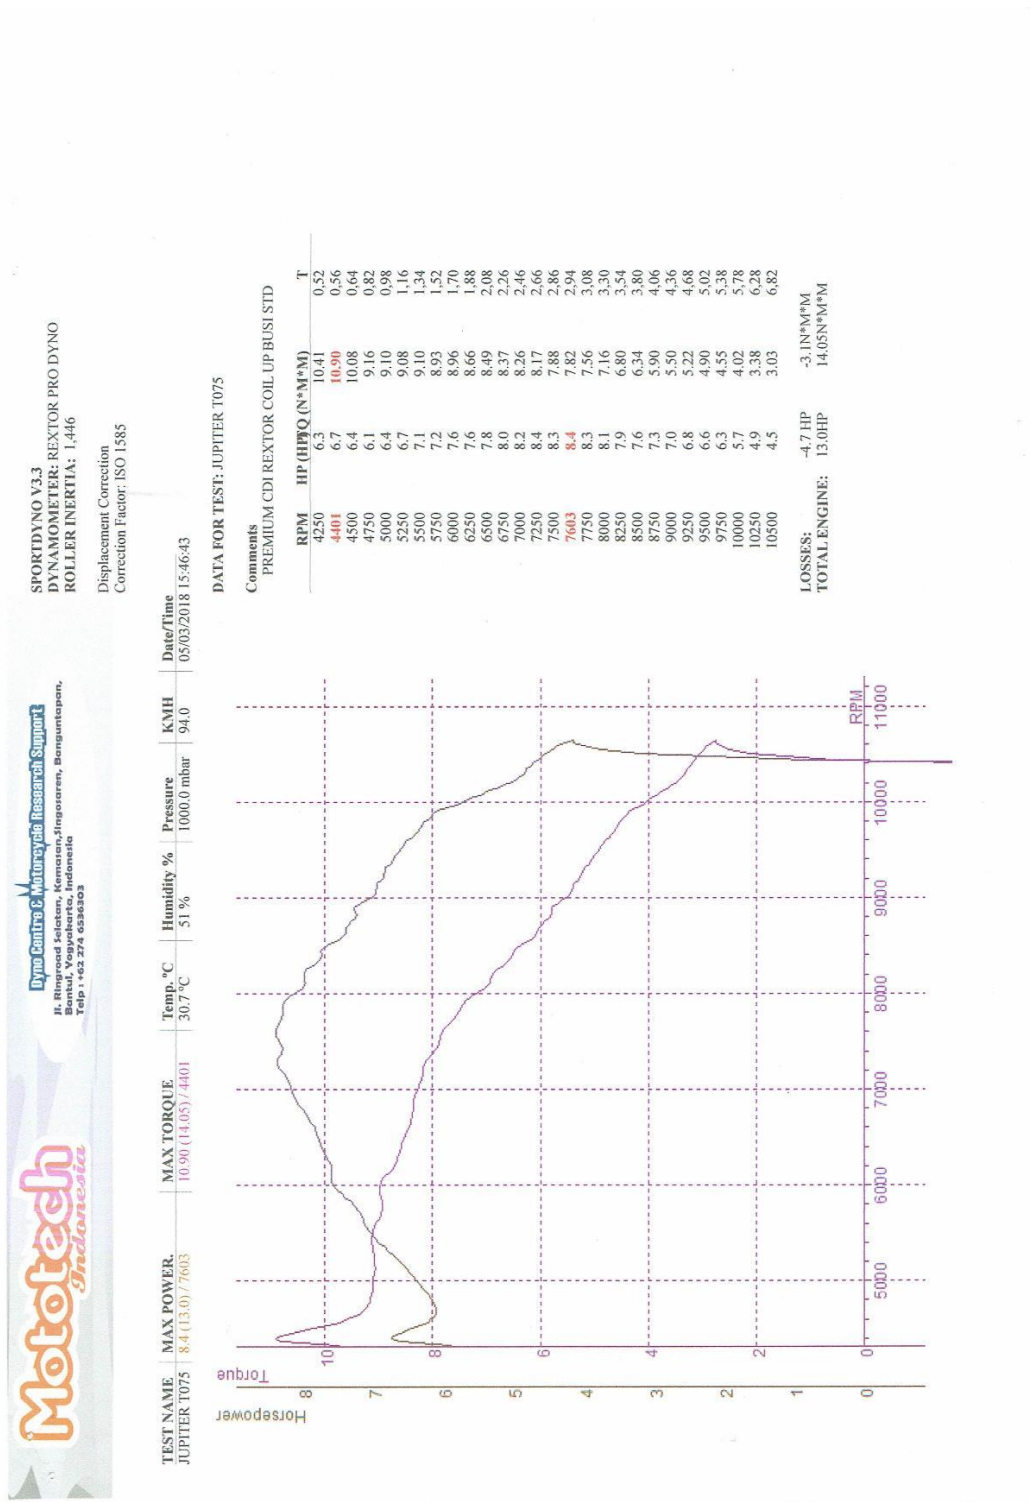 Mototech
Indonesia
Dyno Centre & Motorcycle Research Support
Jl. Ringroad Selatan, Kemasan,Singosaren, Banguntapan,
Bantul, Yogyakarta, Indonesia
Telp : +62 274 6536303
SPORTDYNO V3.3
DYNAMOMETER: REXTOR PRO DYNO
ROLLER INERTIA: 1,446
Displacement Correction
Correction Factor: ISO 1585
TEST NAME MAX POWER. MAX TORQUE Temp. ºC Humidity % Pressure KMH Date/Time
JUPITER T075 8.4 (13.0) / 7603 10.90 (14.05) / 4401 30.7 ºC 51 % 1000.0 mbar 94.0 05/03/2018 15:46:43
Horsepower
8
7
6
5
4
3
2
1
0
Torque
10
8
6
4
2
0
5000 6000 7000 8000 9000 10000 11000
RPM
DATA FOR TEST: JUPITER T075
Comments
PREMIUM CDI REXTOR COIL UP BUSI STD
RPM HP (HP) TQ (N*M*M) T
4250 6.3 10.41 0,52
4401 6.7 10.90 0,56
4500 6.4 10.08 0,64
4750 6.1 9.16 0,82
5000 6.4 9.10 0,98
5250 6.7 9.08 1,16
5500 7.1 9.10 1,34
5750 7.2 8.93 1,52
6000 7.6 8.96 1,70
6250 7.6 8.66 1,88
6500 7.8 8.49 2,08
6750 8.0 8.37 2,26
7000 8.2 8.26 2,46
7250 8.4 8.17 2,66
7500 8.3 7.88 2,86
7603 8.4 7.82 2,94
7750 8.3 7.56 3,08
8000 8.1 7.16 3,30
8250 7.9 6.80 3,54
8500 7.6 6.34 3,80
8750 7.3 5.90 4,06
9000 7.0 5.50 4,36
9250 6.8 5.22 4,68
9500 6.6 4.90 5,02
9750 6.3 4.55 5,38
10000 5.7 4.02 5,78
10250 4.9 3.38 6,28
10500 4.5 3.03 6,82
LOSSES: -4.7 HP -3.1N*M*M
TOTAL ENGINE: 13.0HP 14.05N*M*M